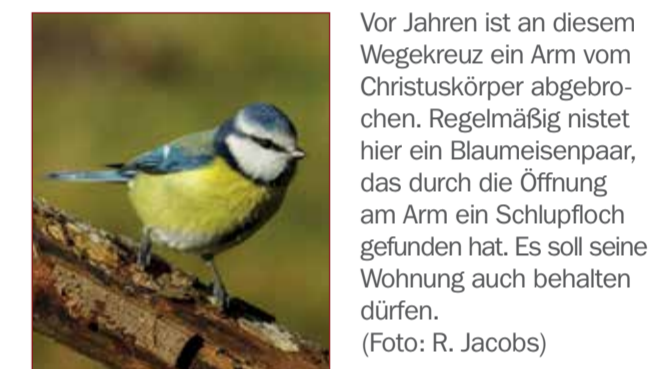 Vor Jahren ist an diesem
Wegekreuz ein Arm vom
Christuskörper abgebro-
chen. Regelmäßig nistet
hier ein Blaumeisenpaar,
das durch die Öffnung
am Arm ein Schlupfloch
gefunden hat. Es soll seine
Wohnung auch behalten
dürfen.
(Foto: R. Jacobs)